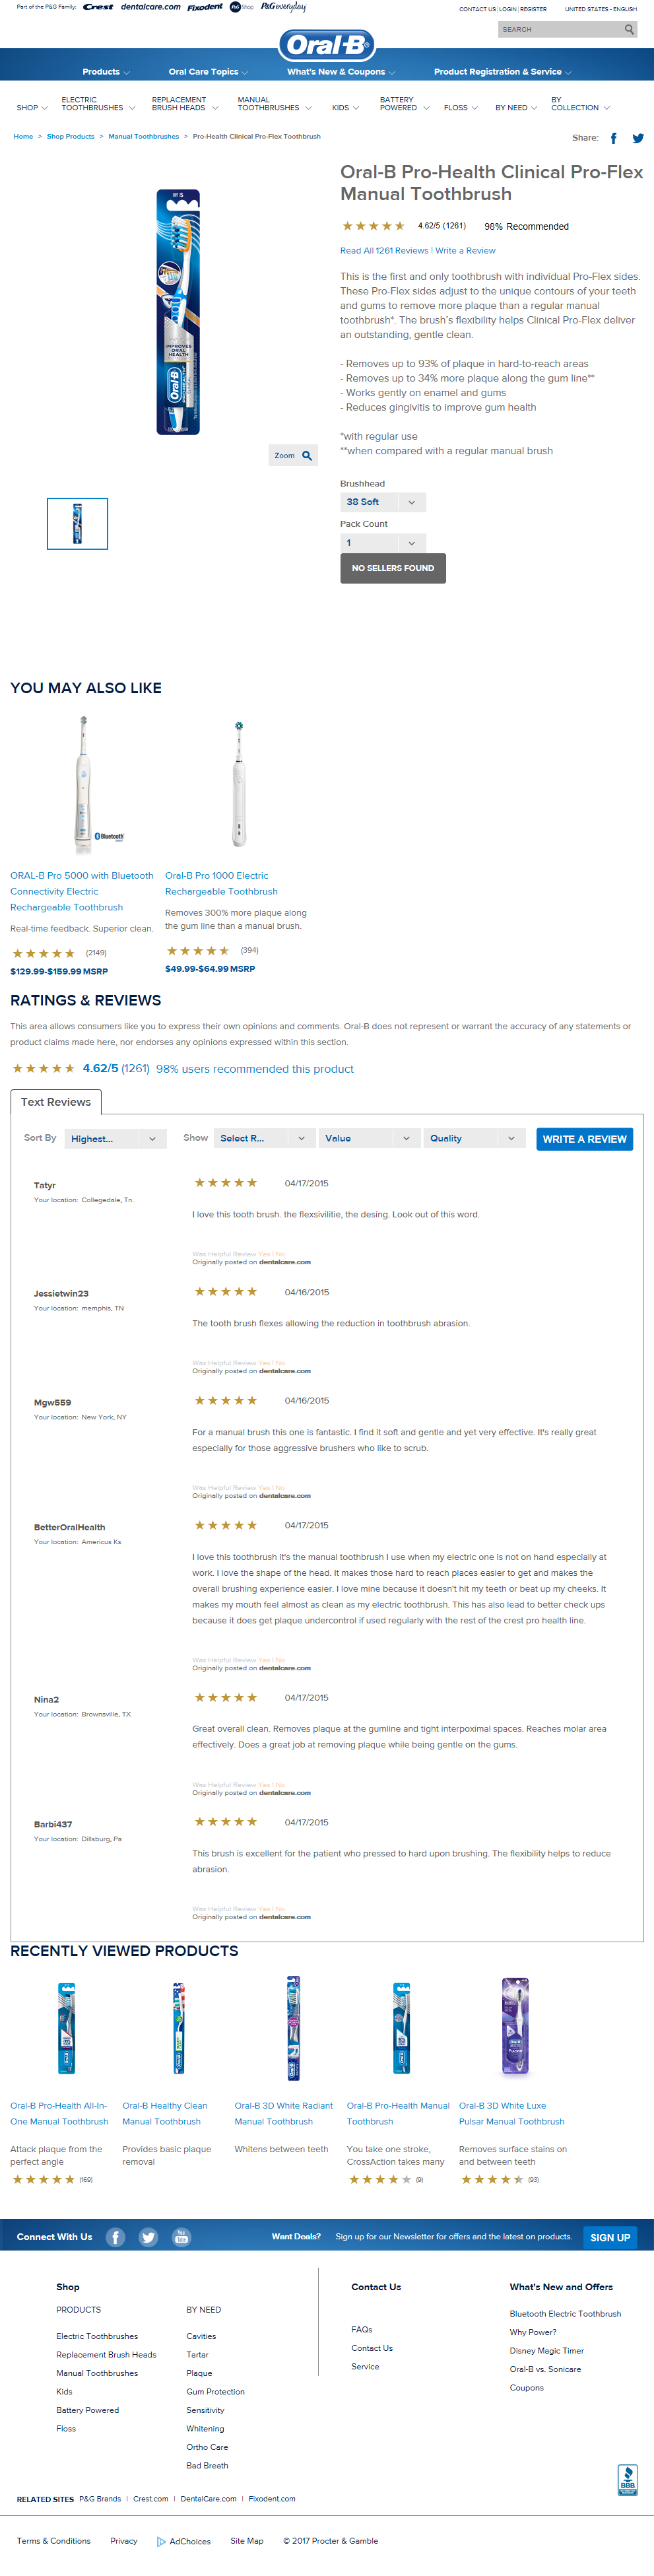 Part of the P&G Family: Crest dentalcare.com Fixodent P&G Shop P&G everyday
CONTACT US | LOGIN | REGISTER UNITED STATES - ENGLISH
SEARCH
Oral-B
Products Oral Care Topics What's New & Coupons Product Registration & Service
SHOP ELECTRIC TOOTHBRUSHES REPLACEMENT BRUSH HEADS MANUAL TOOTHBRUSHES KIDS BATTERY POWERED FLOSS BY NEED BY COLLECTION
Home > Shop Products > Manual Toothbrushes > Pro-Health Clinical Pro-Flex Toothbrush
Share:
Oral-B Pro-Health Clinical Pro-Flex
Manual Toothbrush
4.62/5 (1261) 98% Recommended
Read All 1261 Reviews | Write a Review
This is the first and only toothbrush with individual Pro-Flex sides.
These Pro-Flex sides adjust to the unique contours of your teeth
and gums to remove more plaque than a regular manual
toothbrush*. The brush's flexibility helps Clinical Pro-Flex deliver
an outstanding, gentle clean.
- Removes up to 93% of plaque in hard-to-reach areas
- Removes up to 34% more plaque along the gum line**
- Works gently on enamel and gums
- Reduces gingivitis to improve gum health
*with regular use
**when compared with a regular manual brush
IMPROVES
ORAL
HEALTH
Oral-B
Zoom
Brushhead
38 Soft
Pack Count
1
NO SELLERS FOUND
YOU MAY ALSO LIKE
Bluetooth
ORAL-B Pro 5000 with Bluetooth
Connectivity Electric
Rechargeable Toothbrush
Real-time feedback. Superior clean.
(2149)
$129.99-$159.99 MSRP
Oral-B Pro 1000 Electric
Rechargeable Toothbrush
Removes 300% more plaque along
the gum line than a manual brush.
(394)
$49.99-$64.99 MSRP
RATINGS & REVIEWS
This area allows consumers like you to express their own opinions and comments. Oral-B does not represent or warrant the accuracy of any statements or
product claims made here, nor endorses any opinions expressed within this section.
4.62/5 (1261) 98% users recommended this product
Text Reviews
Sort By Highest... Show Select R... Value Quality WRITE A REVIEW
Tatyr 04/17/2015
Your location: Collegedale, Tn.
I love this tooth brush. the flexsivilitie, the desing. Look out of this word.
Was Helpful Review Yes | No
Originally posted on dentalcare.com
Jessietwin23 04/16/2015
Your location: memphis, TN
The tooth brush flexes allowing the reduction in toothbrush abrasion.
Was Helpful Review Yes | No
Originally posted on dentalcare.com
Mgw559 04/16/2015
Your location: New York, NY
For a manual brush this one is fantastic. I find it soft and gentle and yet very effective. It's really great
especially for those aggressive brushers who like to scrub.
Was Helpful Review Yes | No
Originally posted on dentalcare.com
BetterOralHealth 04/17/2015
Your location: Americus Ks
I love this toothbrush it's the manual toothbrush I use when my electric one is not on hand especially at
work. I love the shape of the head. It makes those hard to reach places easier to get and makes the
overall brushing experience easier. I love mine because it doesn't hit my teeth or beat up my cheeks. It
makes my mouth feel almost as clean as my electric toothbrush. This has also lead to better check ups
because it does get plaque undercontrol if used regularly with the rest of the crest pro health line.
Was Helpful Review Yes | No
Originally posted on dentalcare.com
Nina2 04/17/2015
Your location: Brownsville, TX
Great overall clean. Removes plaque at the gumline and tight interpoximal spaces. Reaches molar area
effectively. Does a great job at removing plaque while being gentle on the gums.
Was Helpful Review Yes | No
Originally posted on dentalcare.com
Barbi437 04/17/2015
Your location: Dillsburg, Pa
This brush is excellent for the patient who pressed to hard upon brushing. The flexibility helps to reduce
abrasion.
Was Helpful Review Yes | No
Originally posted on dentalcare.com
RECENTLY VIEWED PRODUCTS
Oral-B Pro-Health All-In-
One Manual Toothbrush
Attack plaque from the
perfect angle
(169)
Oral-B Healthy Clean
Manual Toothbrush
Provides basic plaque
removal
Oral-B 3D White Radiant
Manual Toothbrush
Whitens between teeth
Oral-B Pro-Health Manual
Toothbrush
You take one stroke,
CrossAction takes many
(9)
Oral-B 3D White Luxe
Pulsar Manual Toothbrush
Removes surface stains on
and between teeth
(93)
Connect With Us You Tube Want Deals? Sign up for our Newsletter for offers and the latest on products. SIGN UP
Shop
PRODUCTS
Electric Toothbrushes
Replacement Brush Heads
Manual Toothbrushes
Kids
Battery Powered
Floss
BY NEED
Cavities
Tartar
Plaque
Gum Protection
Sensitivity
Whitening
Ortho Care
Bad Breath
Contact Us
FAQs
Contact Us
Service
What's New and Offers
Bluetooth Electric Toothbrush
Why Power?
Disney Magic Timer
Oral-B vs. Sonicare
Coupons
BBB
RELATED SITES P&G Brands | Crest.com | DentalCare.com | Fixodent.com
Terms & Conditions Privacy AdChoices Site Map © 2017 Procter & Gamble